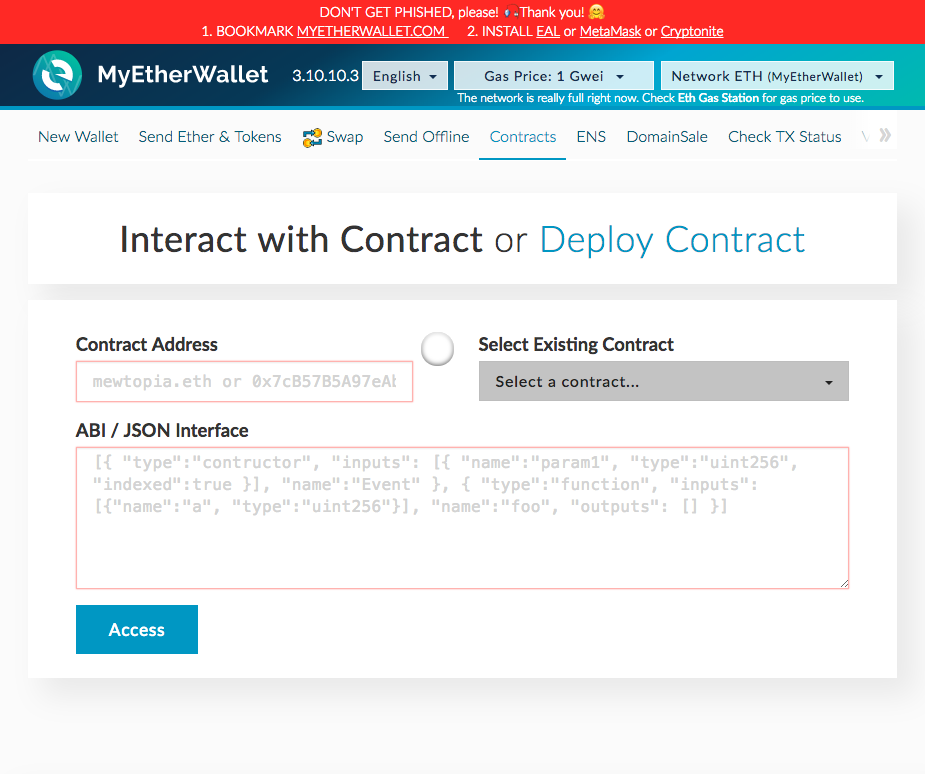 DON'T GET PHISHED, please! 🎣 Thank you! 🤗
1. BOOKMARK MYETHERWALLET.COM 2. INSTALL EAL or MetaMask or Cryptonite
MyEtherWallet 3.10.10.3 English Gas Price: 1 Gwei Network ETH (MyEtherWallet)
The network is really full right now. Check Eth Gas Station for gas price to use.
New Wallet Send Ether & Tokens Swap Send Offline Contracts ENS DomainSale Check TX Status
Interact with Contract or Deploy Contract
Contract Address
mewtopia.eth or 0x7cB57B5A97eAb
Select Existing Contract
Select a contract...
ABI / JSON Interface
[{ "type":"contructor", "inputs": [{ "name":"param1", "type":"uint256",
"indexed":true }], "name":"Event" }, { "type":"function", "inputs":
[{"name":"a", "type":"uint256"}], "name":"foo", "outputs": [] }]
Access